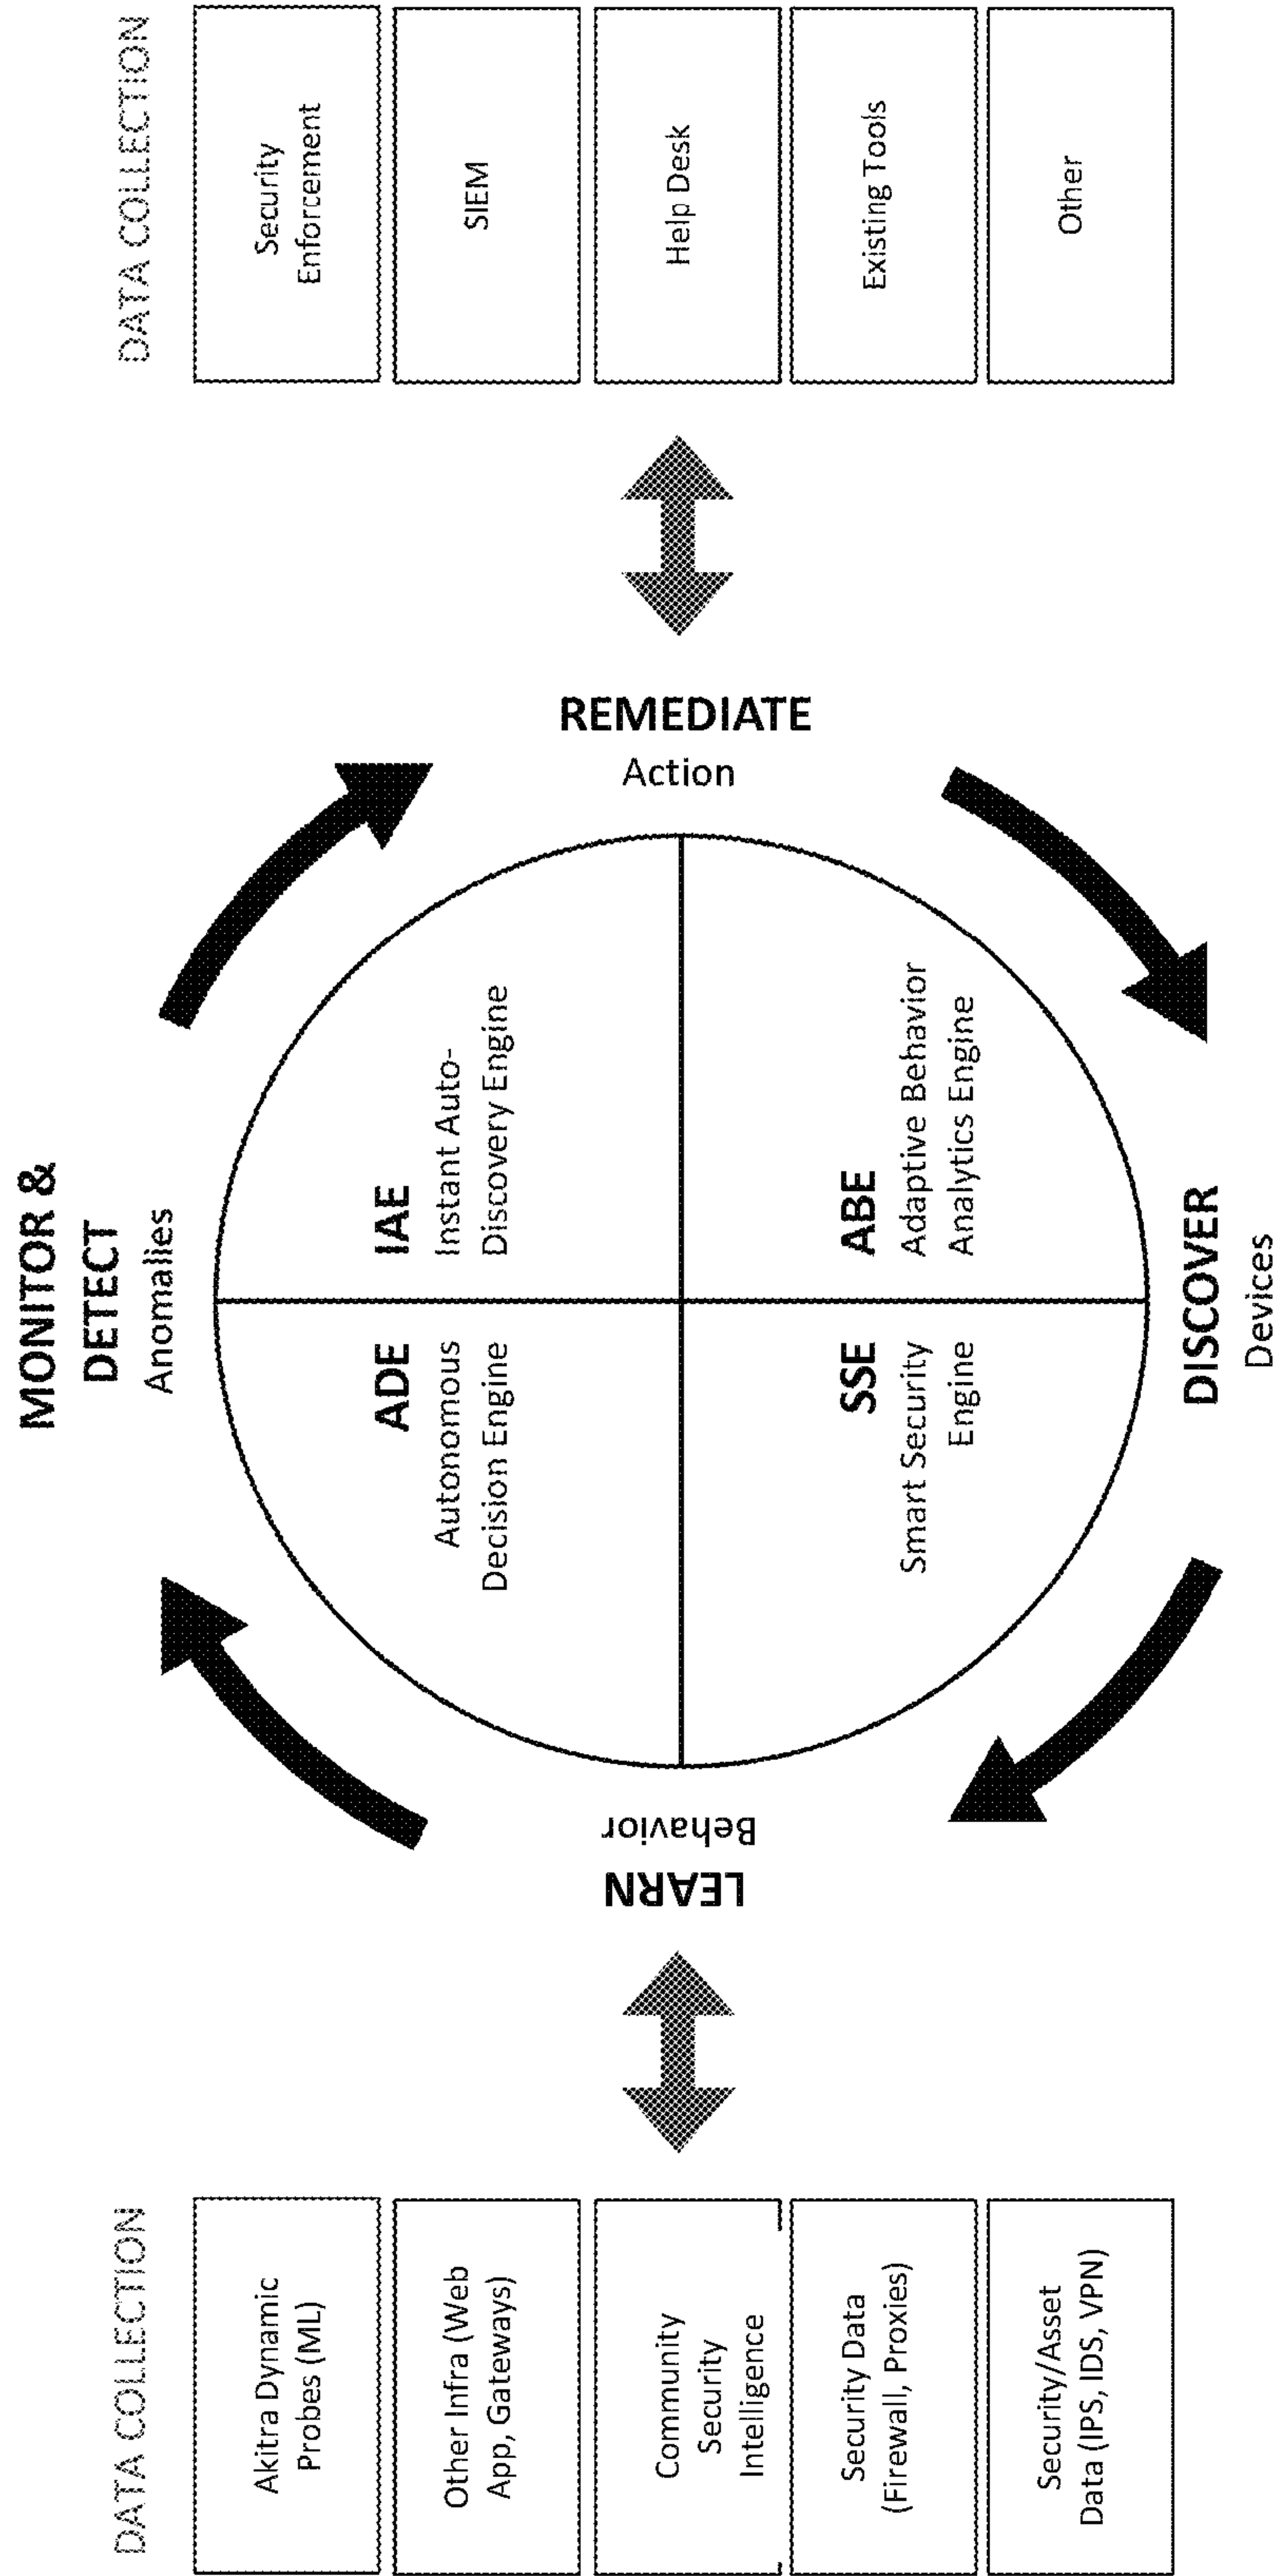 DATA COLLECTION
Akitra Dynamic
Probes (ML)
Other Infra (Web
App, Gateways)
Community
Security
Intelligence
Security Data
(Firewall, Proxies)
Security/Asset
Data (IPS, IDS, VPN)
LEARN
Behavior
MONITOR &
DETECT
Anomalies
ADE
Autonomous
Decision Engine
IAE
Instant Auto-
Discovery Engine
SSE
Smart Security
Engine
ABE
Adaptive Behavior
Analytics Engine
DISCOVER
Devices
REMEDIATE
Action
DATA COLLECTION
Security
Enforcement
SIEM
Help Desk
Existing Tools
Other